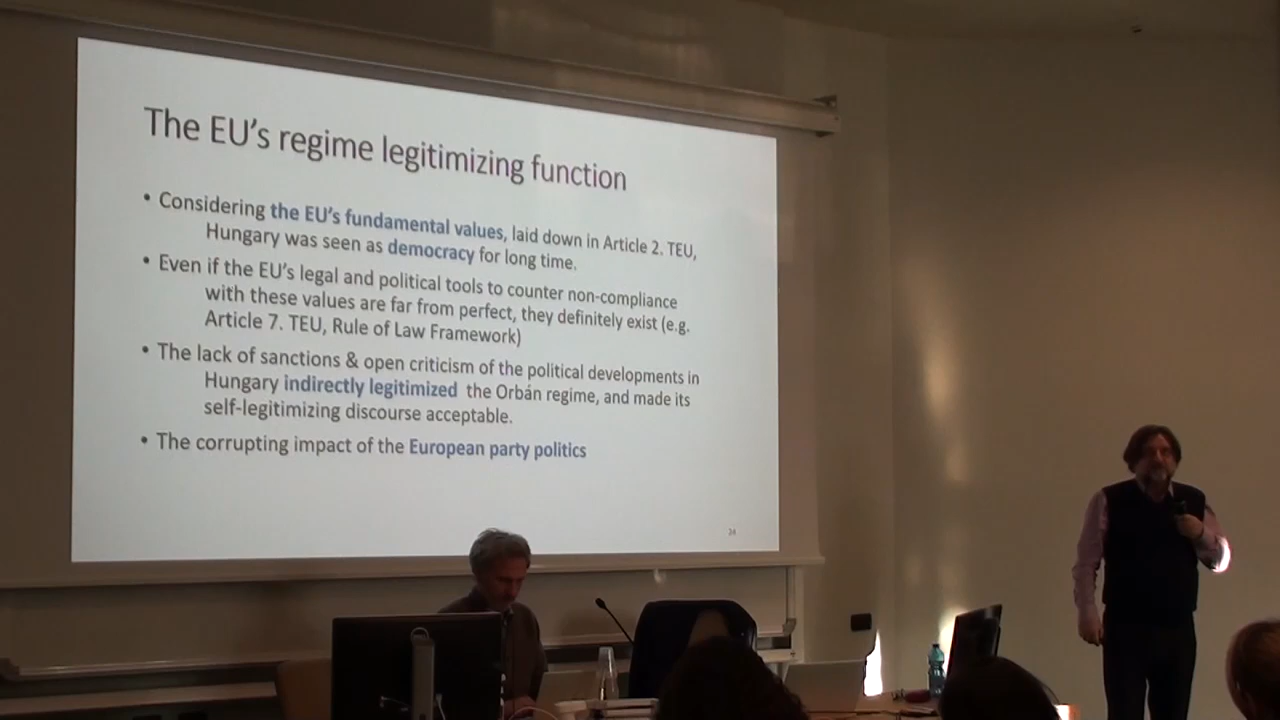 The EU's regime legitimizing function
• Considering the EU's fundamental values, laid down in Article 2. TEU,
Hungary was seen as democracy for long time.
• Even if the EU's legal and political tools to counter non-compliance
with these values are far from perfect, they definitely exist (e.g.
Article 7. TEU, Rule of Law Framework)
• The lack of sanctions & open criticism of the political developments in
Hungary indirectly legitimized the Orbán regime, and made its
self-legitimizing discourse acceptable.
• The corrupting impact of the European party politics